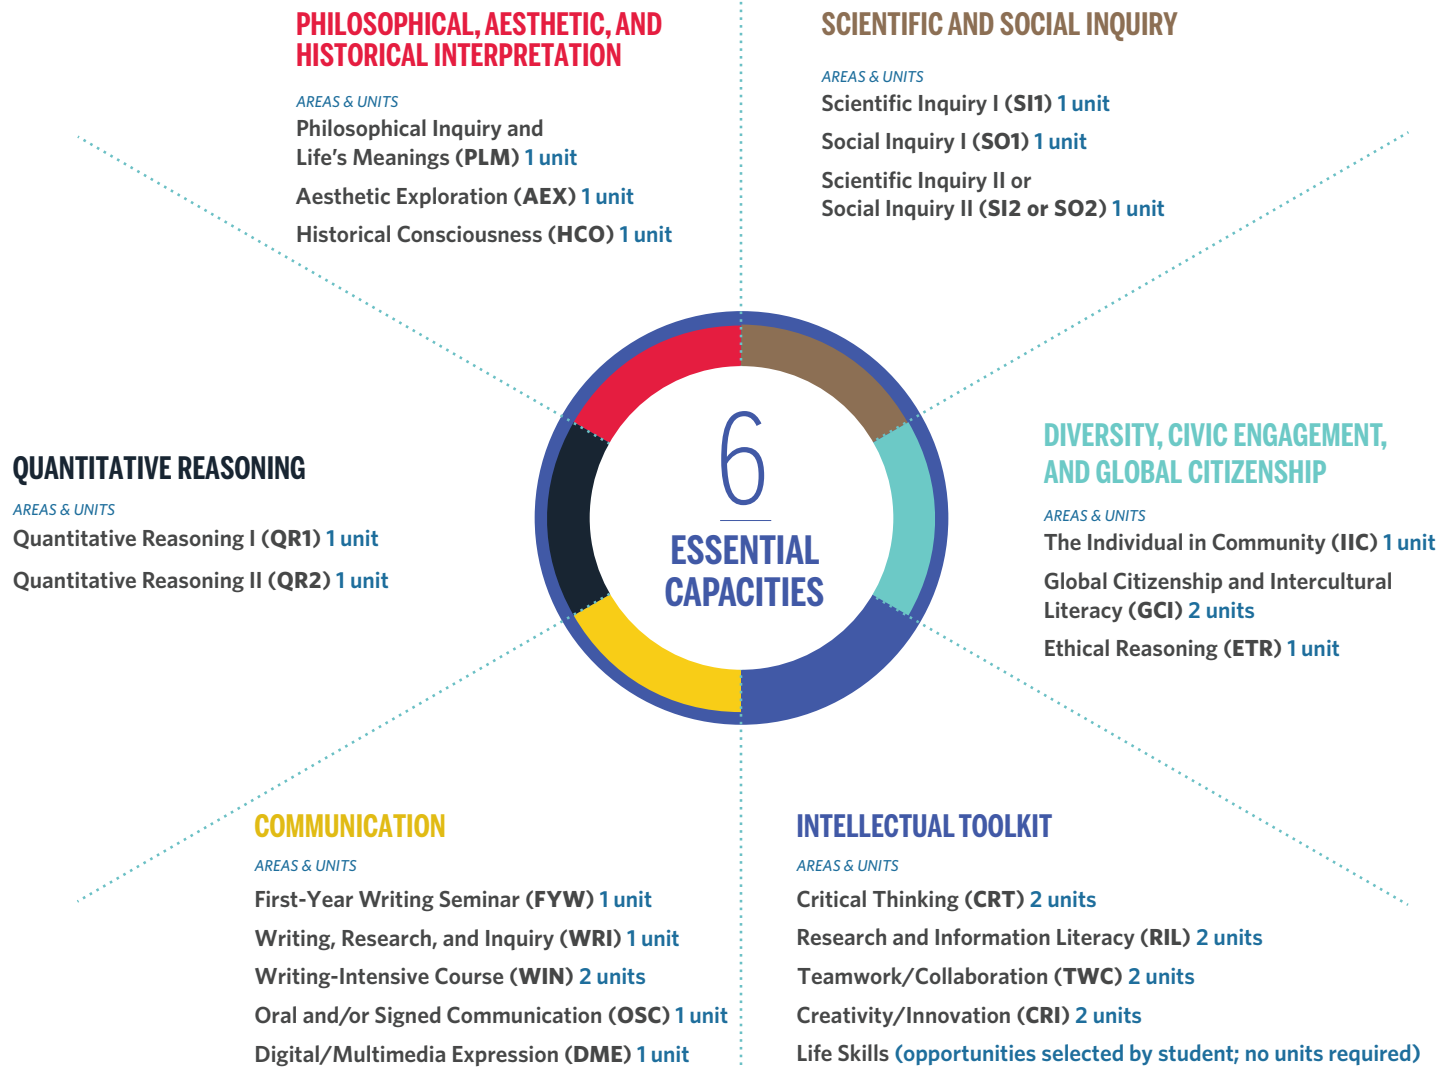 PHILOSOPHICAL, AESTHETIC, AND
HISTORICAL INTERPRETATION
AREAS & UNITS
Philosophical Inquiry and
Life's Meanings (PLM) 1 unit
Aesthetic Exploration (AEX) 1 unit
Historical Consciousness (HCO) 1 unit
SCIENTIFIC AND SOCIAL INQUIRY
AREAS & UNITS
Scientific Inquiry I (SI1) 1 unit
Social Inquiry I (SO1) 1 unit
Scientific Inquiry II or
Social Inquiry II (SI2 or SO2) 1 unit
QUANTITATIVE REASONING
AREAS & UNITS
Quantitative Reasoning I (QR1) 1 unit
Quantitative Reasoning II (QR2) 1 unit
6
ESSENTIAL
CAPACITIES
DIVERSITY, CIVIC ENGAGEMENT,
AND GLOBAL CITIZENSHIP
AREAS & UNITS
The Individual in Community (IIC) 1 unit
Global Citizenship and Intercultural
Literacy (GCI) 2 units
Ethical Reasoning (ETR) 1 unit
COMMUNICATION
AREAS & UNITS
First-Year Writing Seminar (FYW) 1 unit
Writing, Research, and Inquiry (WRI) 1 unit
Writing-Intensive Course (WIN) 2 units
Oral and/or Signed Communication (OSC) 1 unit
Digital/Multimedia Expression (DME) 1 unit
INTELLECTUAL TOOLKIT
AREAS & UNITS
Critical Thinking (CRT) 2 units
Research and Information Literacy (RIL) 2 units
Teamwork/Collaboration (TWC) 2 units
Creativity/Innovation (CRI) 2 units
Life Skills (opportunities selected by student; no units required)